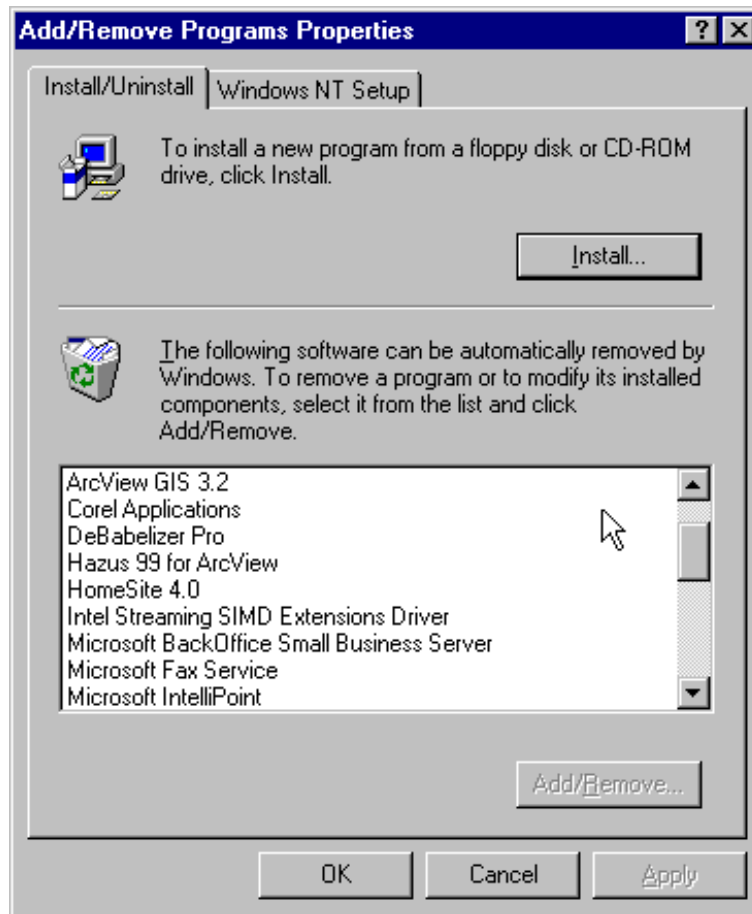 Add/Remove Programs Properties
Install/Uninstall
Windows NT Setup
To install a new program from a floppy disk or CD-ROM
drive, click Install.
Install...
The following software can be automatically removed by
Windows. To remove a program or to modify its installed
components, select it from the list and click
Add/Remove.
ArcView GIS 3.2
Corel Applications
DeBabelizer Pro
Hazus 99 for ArcView
HomeSite 4.0
Intel Streaming SIMD Extensions Driver
Microsoft BackOffice Small Business Server
Microsoft Fax Service
Microsoft IntelliPoint
Add/Remove...
OK
Cancel
Apply